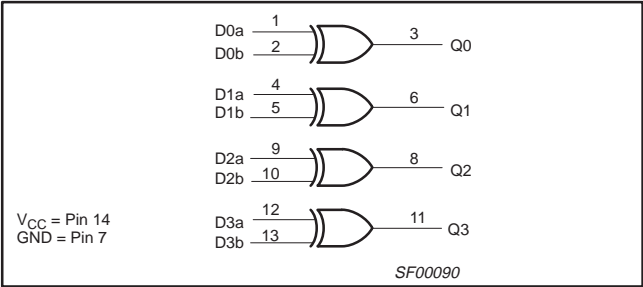 D0a 1
D0b 2
3 Q0
D1a 4
D1b 5
6 Q1
D2a 9
D2b 10
8 Q2
D3a 12
D3b 13
11 Q3
VCC = Pin 14
GND = Pin 7
SF00090